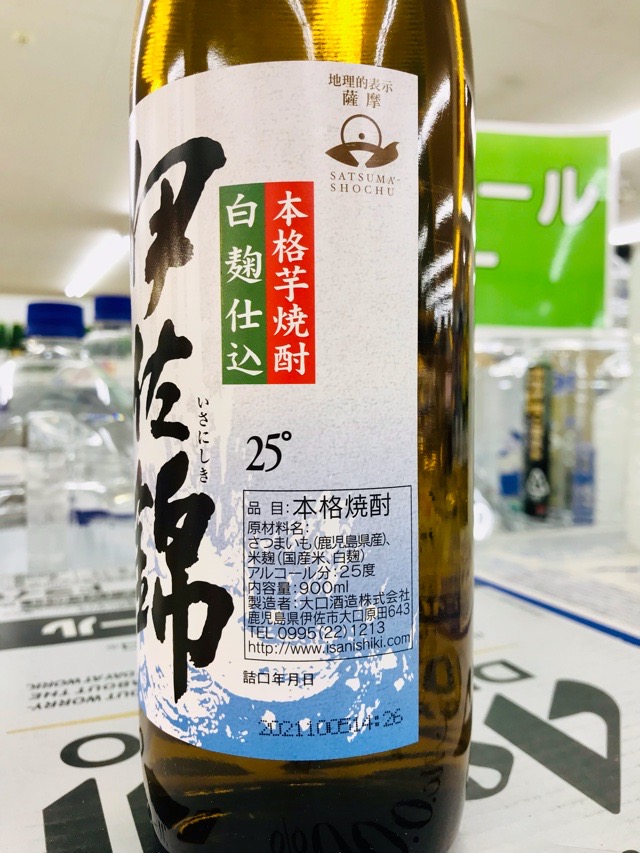 地理的表示
薩摩
SATSUMA
SHOCHU
本格芋焼酎
白麹仕込
伊佐錦
いさにしき
25°
品 目：本格焼酎
原材料名：
さつまいも（鹿児島県産）、
米麹（国産米、白麹）
アルコール分：25度
内容量：900ml
製造者：大口酒造株式会社
鹿児島県伊佐市大口原田643
TEL 0995(22)1213
http://www.isanishiki.com
詰口年月日
2021100514:26
ール
ール